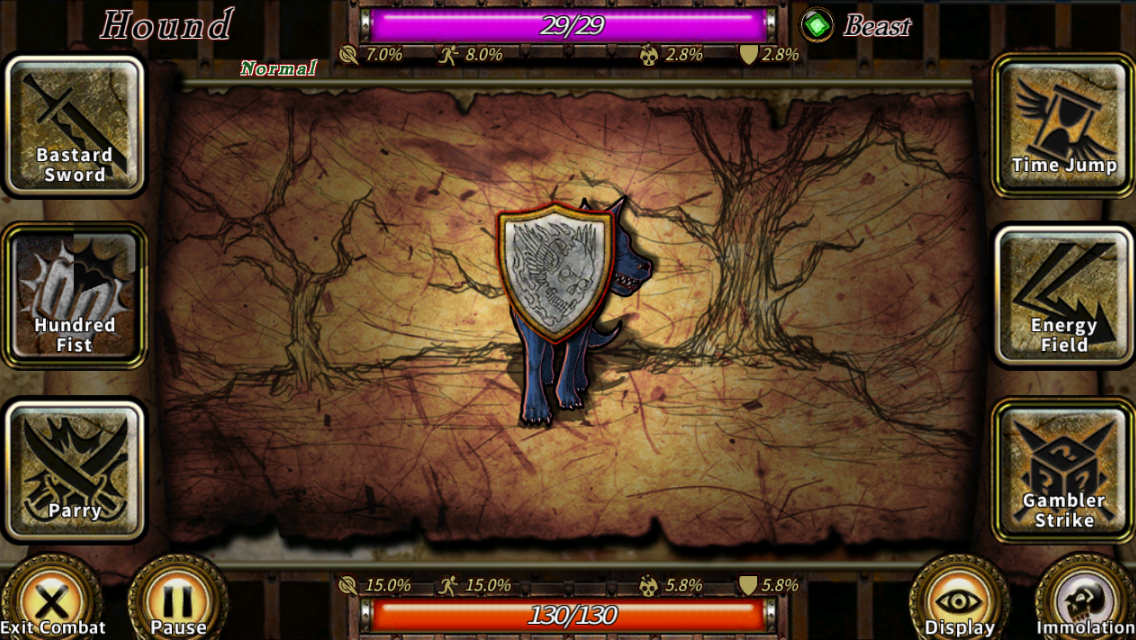 Hound
29/29
Beast
7.0% 8.0% 2.8% 2.8%
Normal
Bastard
Sword
Time Jump
Hundred
Fist
Energy
Field
Parry
Gambler
Strike
15.0% 15.0% 5.8% 5.8%
130/130
Exit Combat
Pause
Display
Immolation